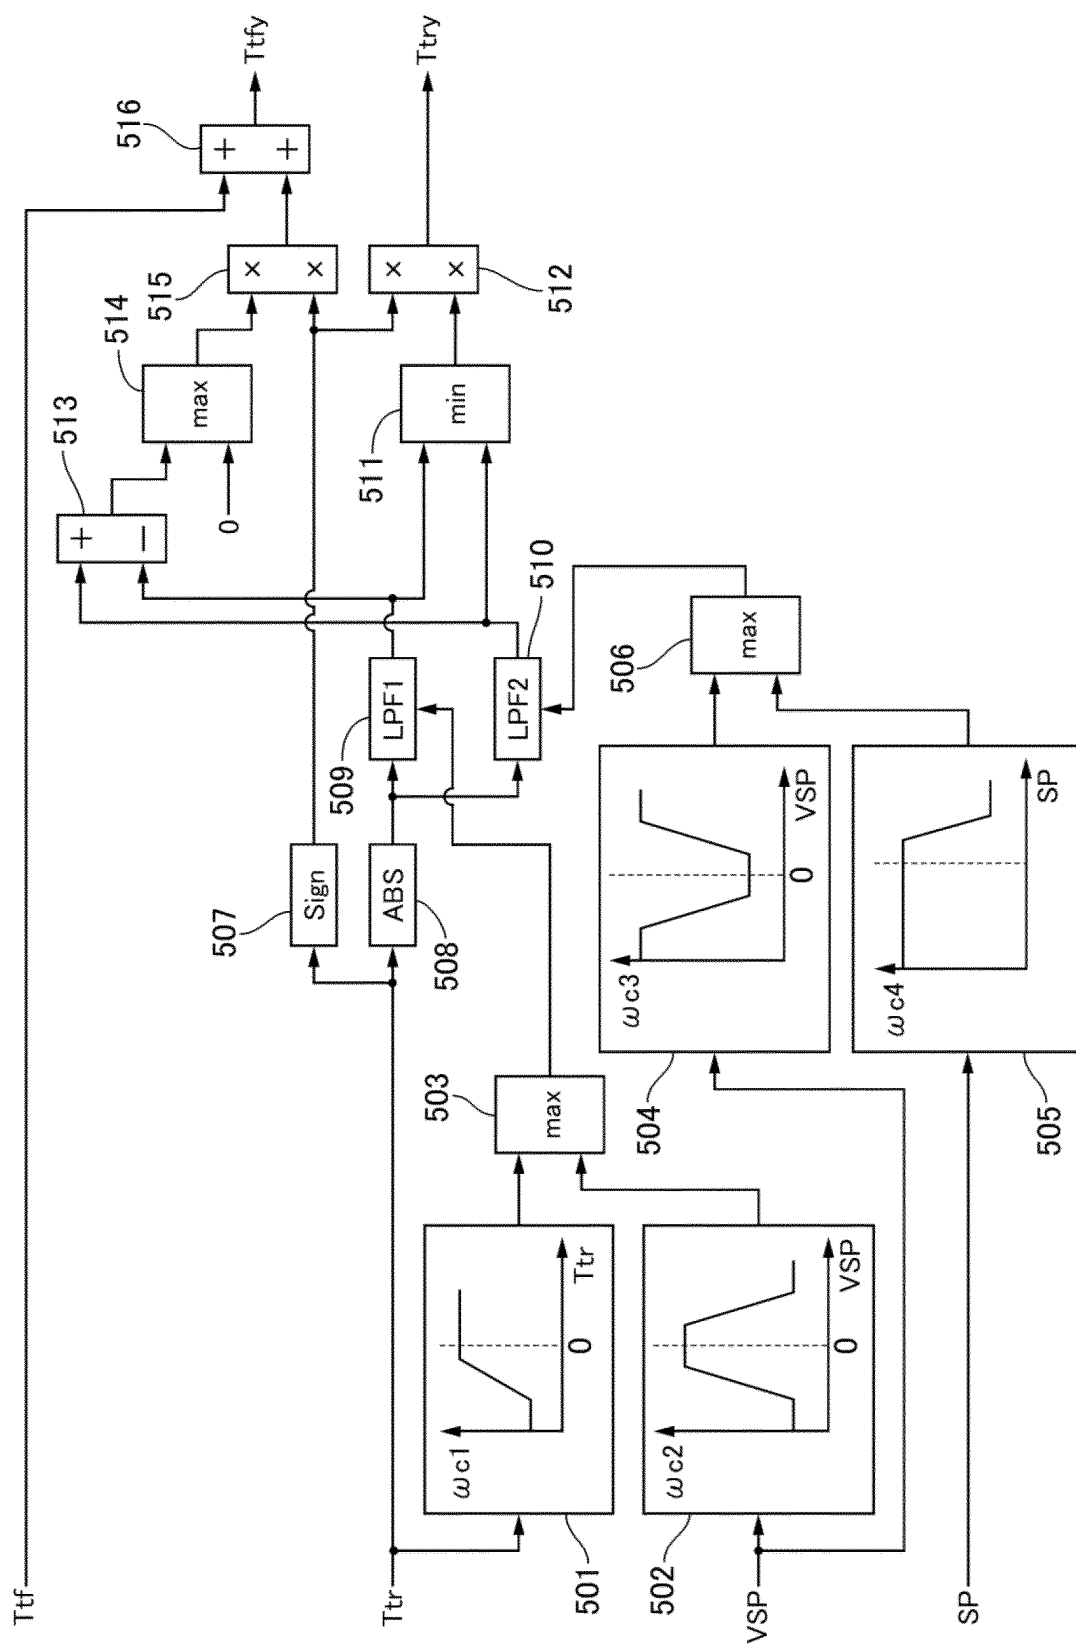 Ttf
Ttr
VSP
SP
501
ωc1
0
Ttr
502
ωc2
0
VSP
503
max
504
ωc3
0
VSP
505
ωc4
SP
506
max
507
Sign
508
ABS
509
LPF1
510
LPF2
511
min
512
×
×
513
+
−
514
max
0
515
×
×
516
+
+
Ttfy
Ttry